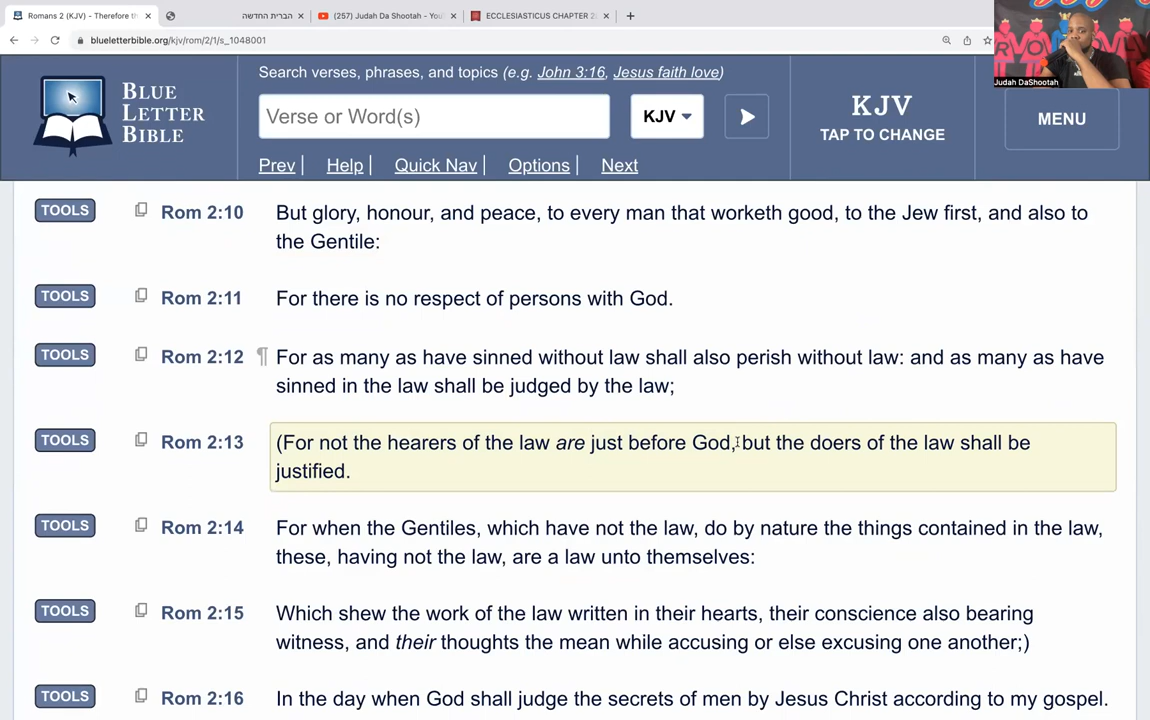 Romans 2 (KJV) - Therefore th
הברית החדשה
(257) Judah Da Shootah - You
ECCLESIASTICUS CHAPTER 2
blueletterbible.org/kjv/rom/2/1/s_1048001
Judah DaShootah
BLUE
LETTER
BIBLE
Search verses, phrases, and topics (e.g. John 3:16, Jesus faith love)
Verse or Word(s)
KJV
Prev | Help | Quick Nav | Options | Next
KJV
TAP TO CHANGE
MENU
TOOLS Rom 2:10 But glory, honour, and peace, to every man that worketh good, to the Jew first, and also to
the Gentile:
TOOLS Rom 2:11 For there is no respect of persons with God.
TOOLS Rom 2:12 ¶ For as many as have sinned without law shall also perish without law: and as many as have
sinned in the law shall be judged by the law;
TOOLS Rom 2:13 (For not the hearers of the law are just before God, but the doers of the law shall be
justified.
TOOLS Rom 2:14 For when the Gentiles, which have not the law, do by nature the things contained in the law,
these, having not the law, are a law unto themselves:
TOOLS Rom 2:15 Which shew the work of the law written in their hearts, their conscience also bearing
witness, and their thoughts the mean while accusing or else excusing one another;)
TOOLS Rom 2:16 In the day when God shall judge the secrets of men by Jesus Christ according to my gospel.